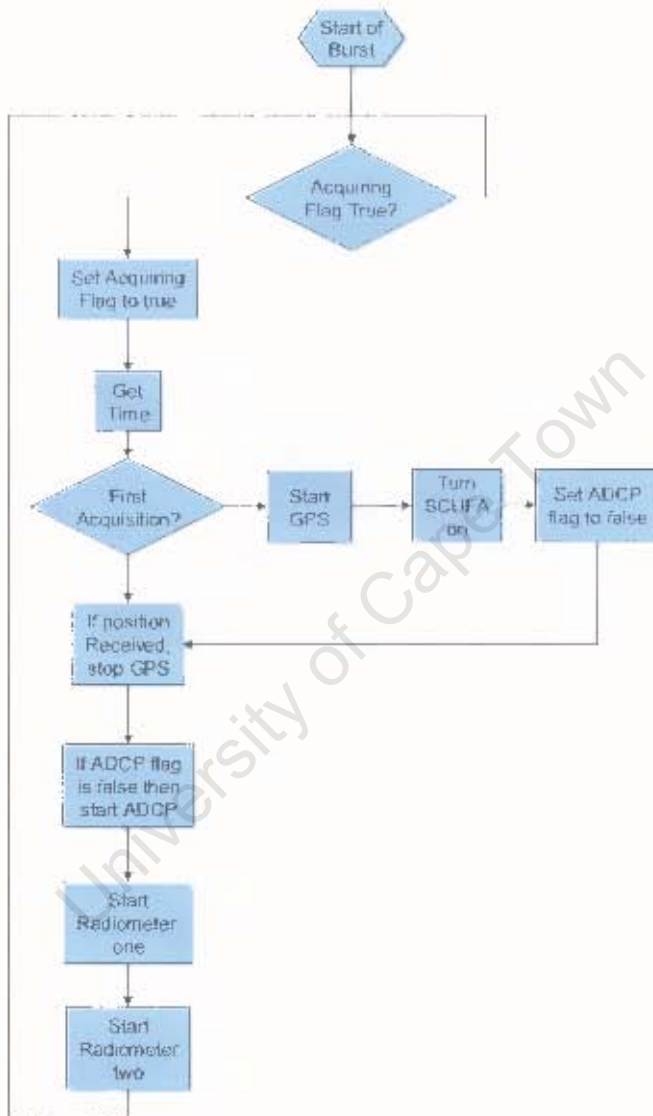 Start of
Burst
Acquiring
Flag True?
Set Acquiring
Flag to true
Get
Time
First
Acquisition?
Start
GPS
Turn
SCUFA
on
Set ADCP
flag to false
If position
Received,
stop GPS
If ADCP flag
is false then
start ADCP
Start
Radiometer
one
Start
Radiometer
two
University of Cape Town